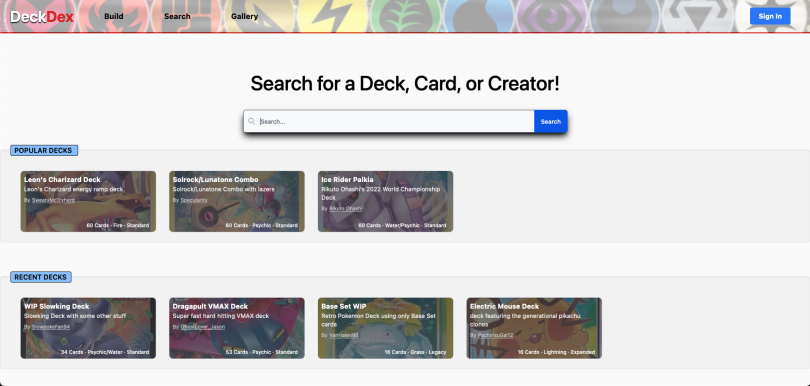 DeckDex
Build
Search
Gallery
Sign In
Search for a Deck, Card, or Creator!
Search...
Search
POPULAR DECKS
Leon's Charizard Deck
Leon's Charizard energy ramp deck
By SweatyMcTryhard
60 Cards · Fire · Standard
Solrock/Lunatone Combo
Solrock/Lunatone Combo with lazers
By
60 Cards · Psychic · Standard
Ice Rider Palkia
Rikuto Ohashi's 2022 World Championship
Deck
By Rikuto Ohashi
60 Cards · Water/Psychic · Standard
RECENT DECKS
WIP Slowking Deck
Slowking Deck with some other stuff
By SlowpokeFan94
34 Cards · Psychic/Water · Standard
Dragapult VMAX Deck
Super fast hard hitting VMAX deck
By
53 Cards · Psychic · Standard
Base Set WIP
Retro Pokemon Deck using only Base Set
cards
By
16 Cards · Grass · Legacy
Electric Mouse Deck
deck featuring the generational pikachu
clones
By PachirisuGal12
16 Cards · Lightning · Expanded